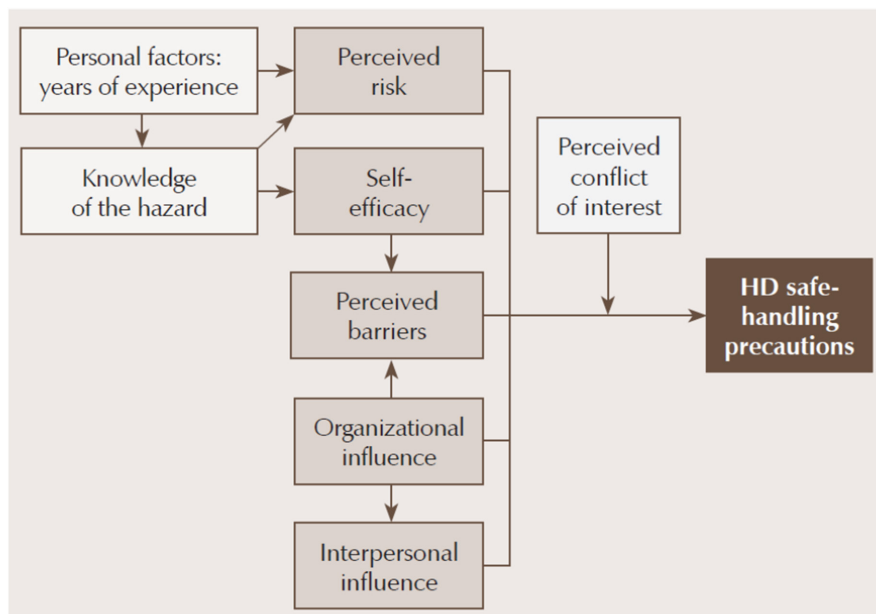 Personal factors:
years of experience
Perceived
risk
Knowledge
of the hazard
Self-
efficacy
Perceived
conflict
of interest
Perceived
barriers
HD safe-
handling
precautions
Organizational
influence
Interpersonal
influence